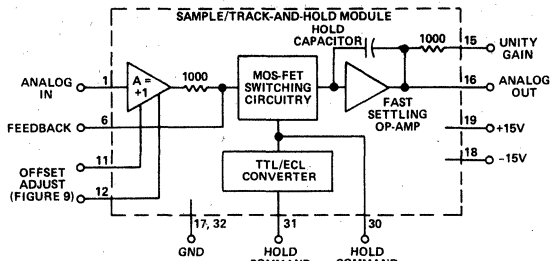 SAMPLE/TRACK-AND-HOLD MODULE
HOLD
CAPACITOR
1000
15
UNITY
GAIN
ANALOG
IN
1
A =
+1
1000
MOS-FET
SWITCHING
CIRCUITRY
16
ANALOG
OUT
FAST
SETTLING
OP-AMP
FEEDBACK
6
19
+15V
18
-15V
11
OFFSET
ADJUST
(FIGURE 9)
12
TTL/ECL
CONVERTER
17, 32
31
30
GND
HOLD
HOLD
COMMAND
COMMAND